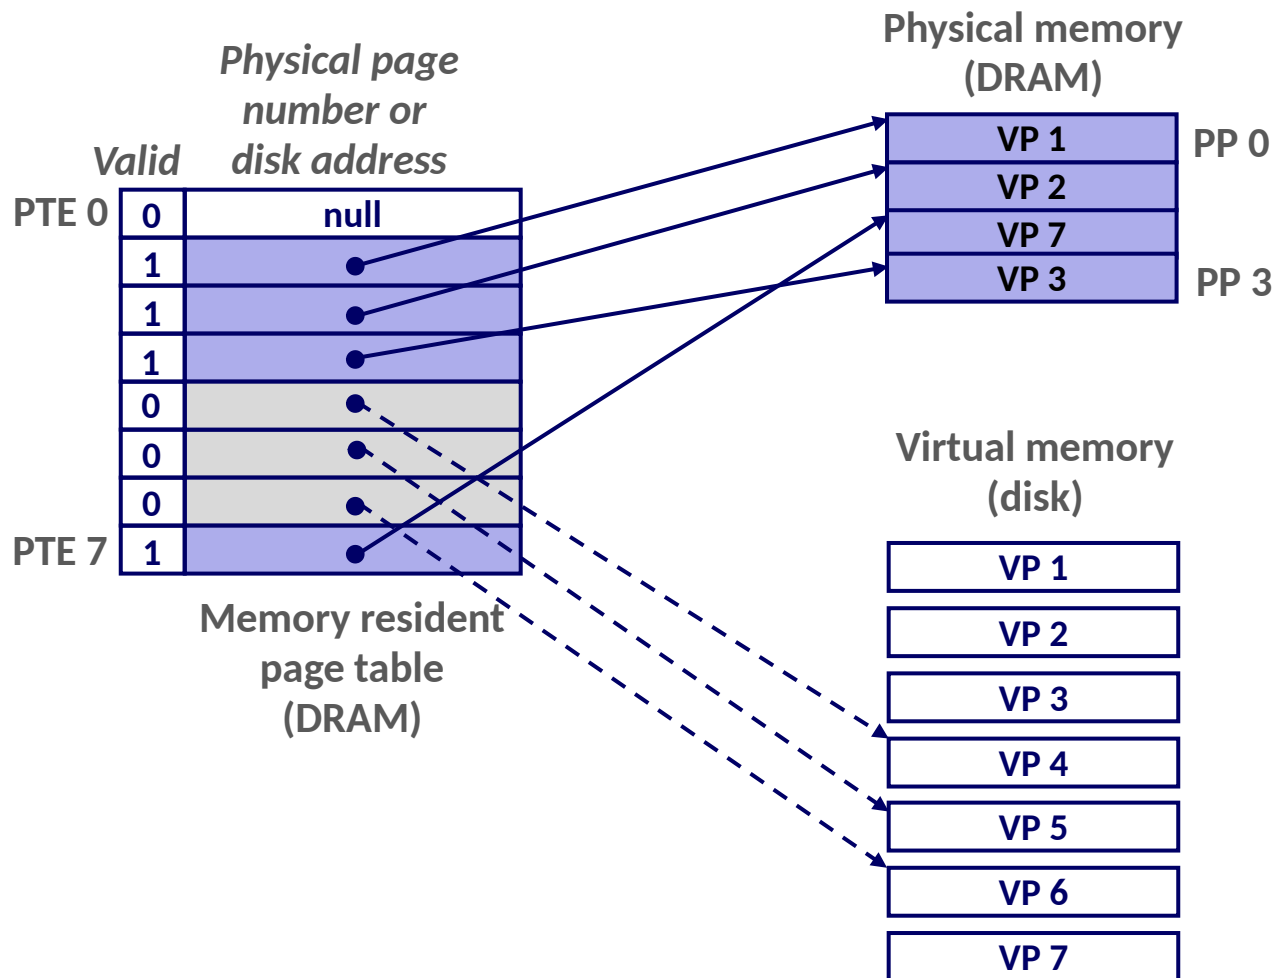 Physical page
number or
disk address
Valid
PTE 0
0
null
1
1
1
0
0
0
PTE 7
1
Memory resident
page table
(DRAM)
Physical memory
(DRAM)
VP 1
PP 0
VP 2
VP 7
VP 3
PP 3
Virtual memory
(disk)
VP 1
VP 2
VP 3
VP 4
VP 5
VP 6
VP 7